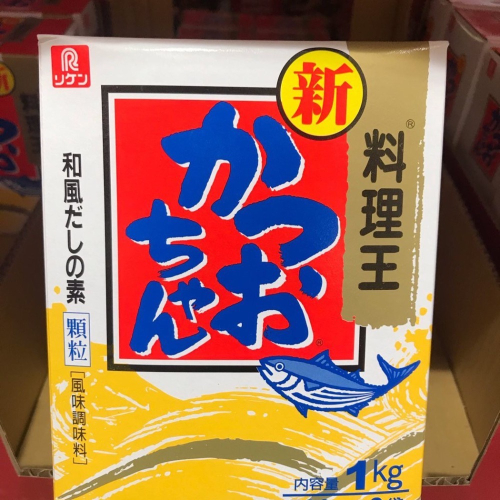 リケン
新
料理王®
かつお
ちゃん®
和風だしの素
顆粒
[風味調味料]
内容量 1kg